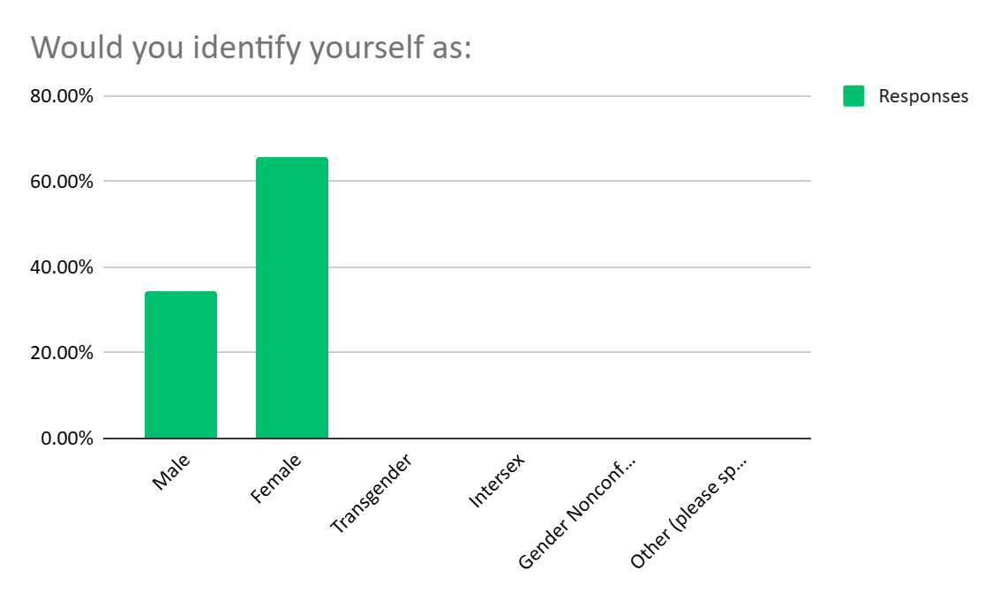 Would you identify yourself as:
80.00%
Responses
60.00%
40.00%
20.00%
0.00%
Male
Female
Transgender
Intersex
Gender Nonconf...
Other (please sp...